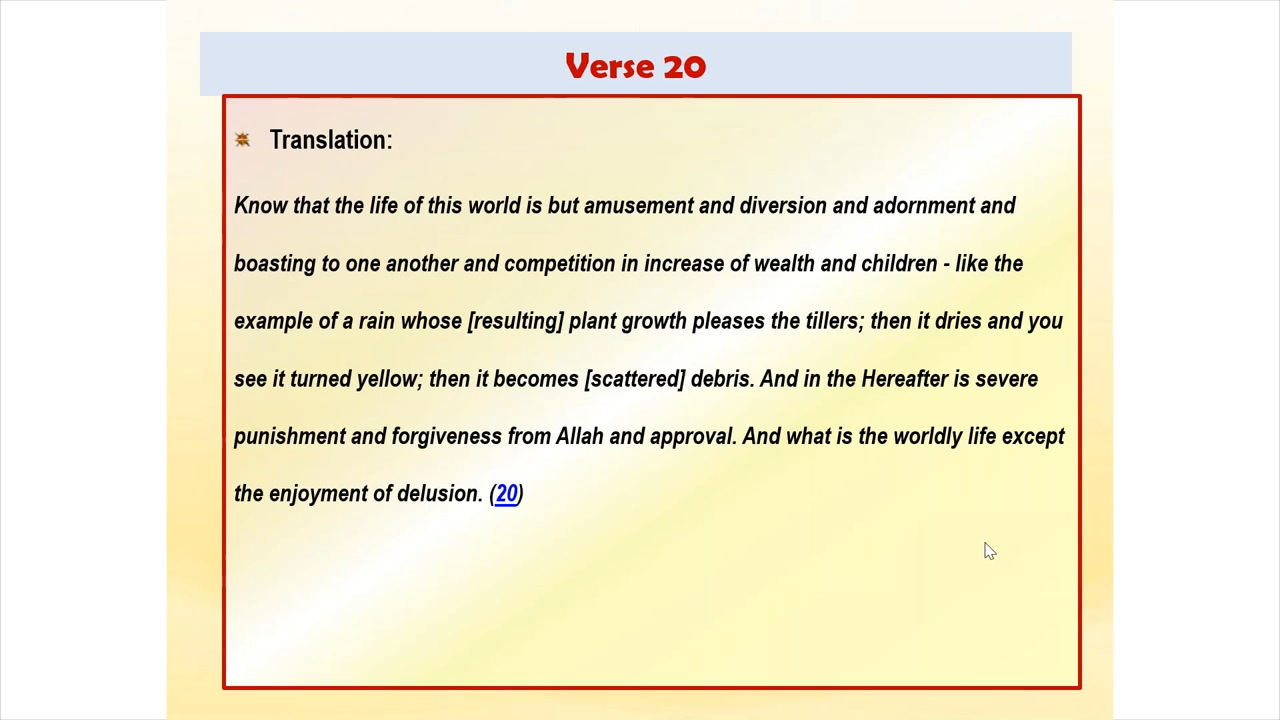 Verse 20
Translation:
Know that the life of this world is but amusement and diversion and adornment and
boasting to one another and competition in increase of wealth and children - like the
example of a rain whose [resulting] plant growth pleases the tillers; then it dries and you
see it turned yellow; then it becomes [scattered] debris. And in the Hereafter is severe
punishment and forgiveness from Allah and approval. And what is the worldly life except
the enjoyment of delusion. (20)